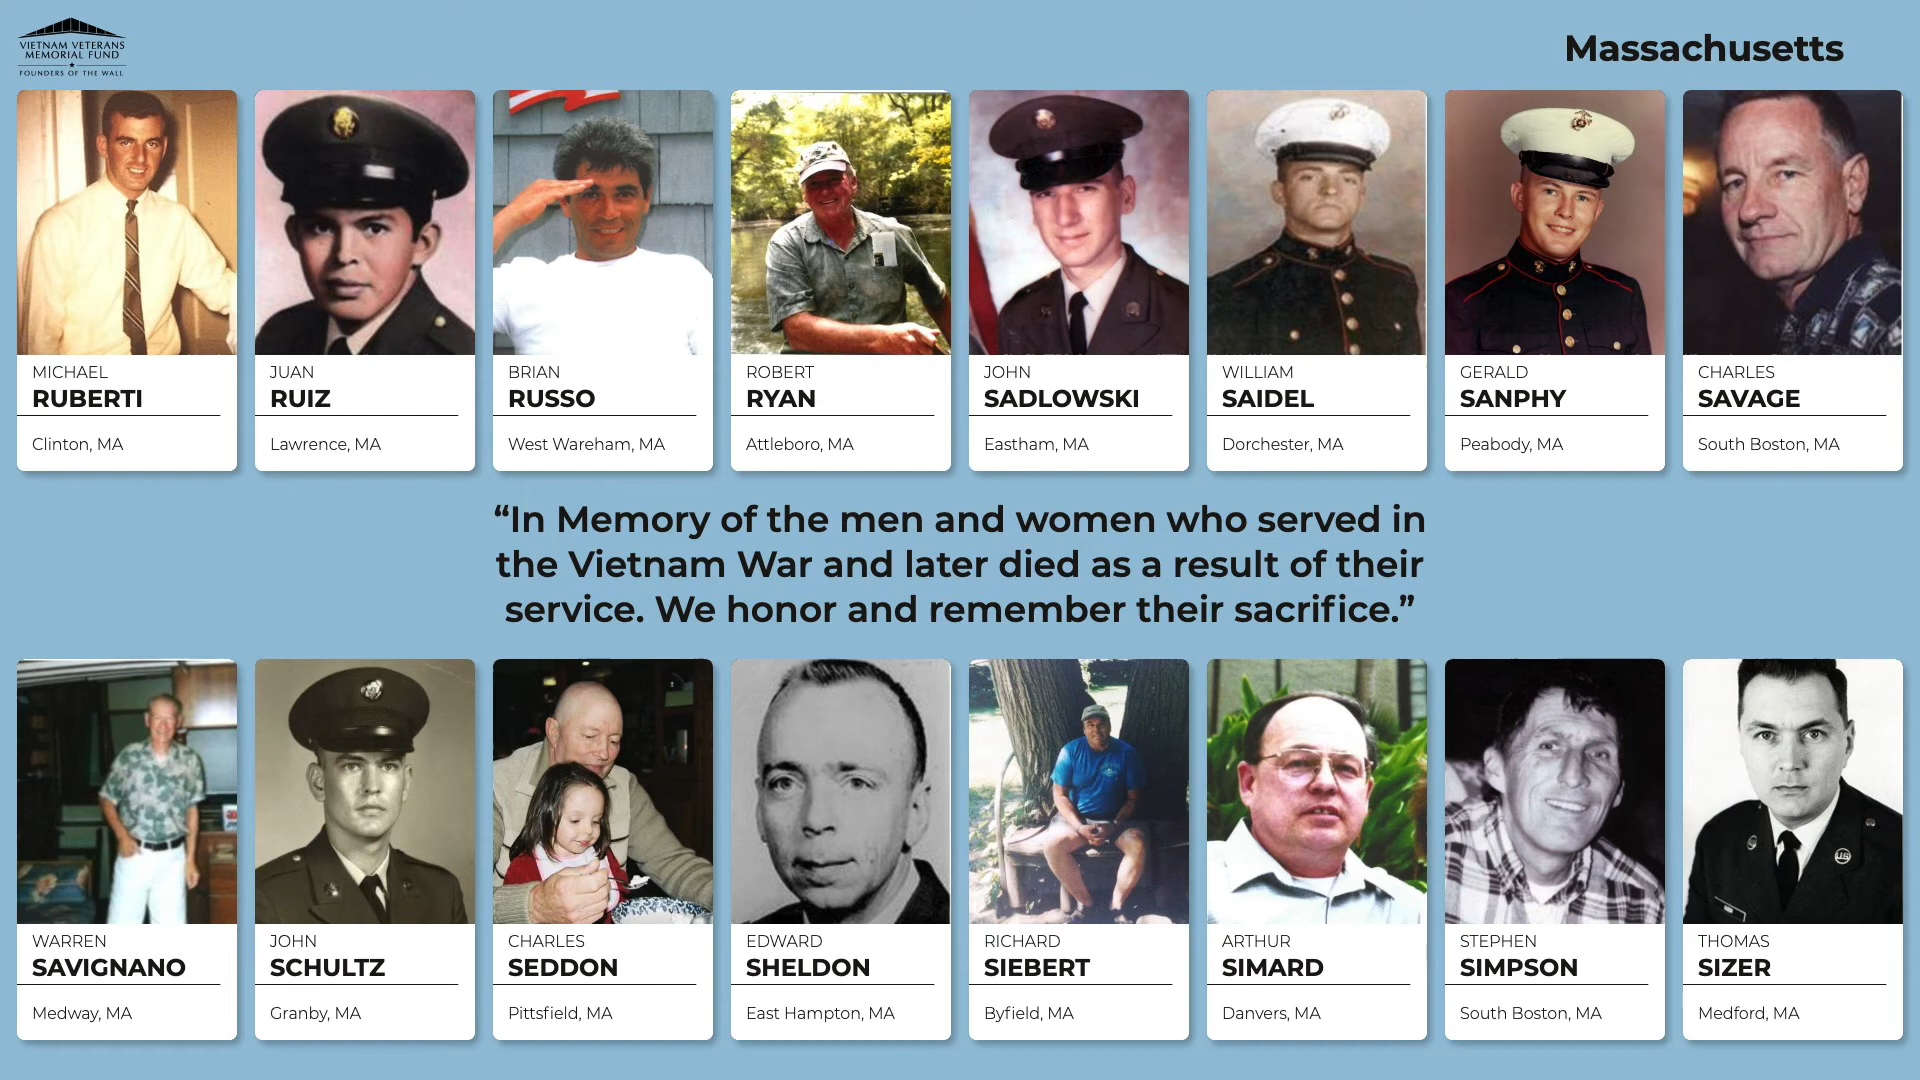 VIETNAM VETERANS
MEMORIAL FUND
FOUNDERS OF THE WALL
Massachusetts
MICHAEL
RUBERTI
Clinton, MA
JUAN
RUIZ
Lawrence, MA
BRIAN
RUSSO
West Wareham, MA
ROBERT
RYAN
Attleboro, MA
JOHN
SADLOWSKI
Eastham, MA
WILLIAM
SAIDEL
Dorchester, MA
GERALD
SANPHY
Peabody, MA
CHARLES
SAVAGE
South Boston, MA
“In Memory of the men and women who served in
the Vietnam War and later died as a result of their
service. We honor and remember their sacrifice.”
WARREN
SAVIGNANO
Medway, MA
JOHN
SCHULTZ
Granby, MA
CHARLES
SEDDON
Pittsfield, MA
EDWARD
SHELDON
East Hampton, MA
RICHARD
SIEBERT
Byfield, MA
ARTHUR
SIMARD
Danvers, MA
STEPHEN
SIMPSON
South Boston, MA
THOMAS
SIZER
Medford, MA